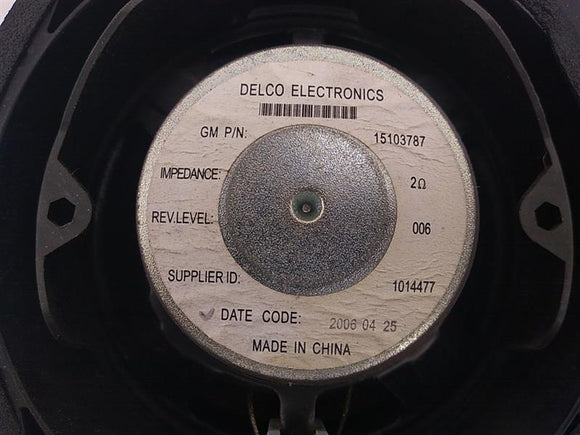 DELCO ELECTRONICS
GM P/N: 15103787
IMPEDANCE: 2Ω
REV.LEVEL: 006
SUPPLIER ID: 1014477
DATE CODE: 2006 04 25
MADE IN CHINA